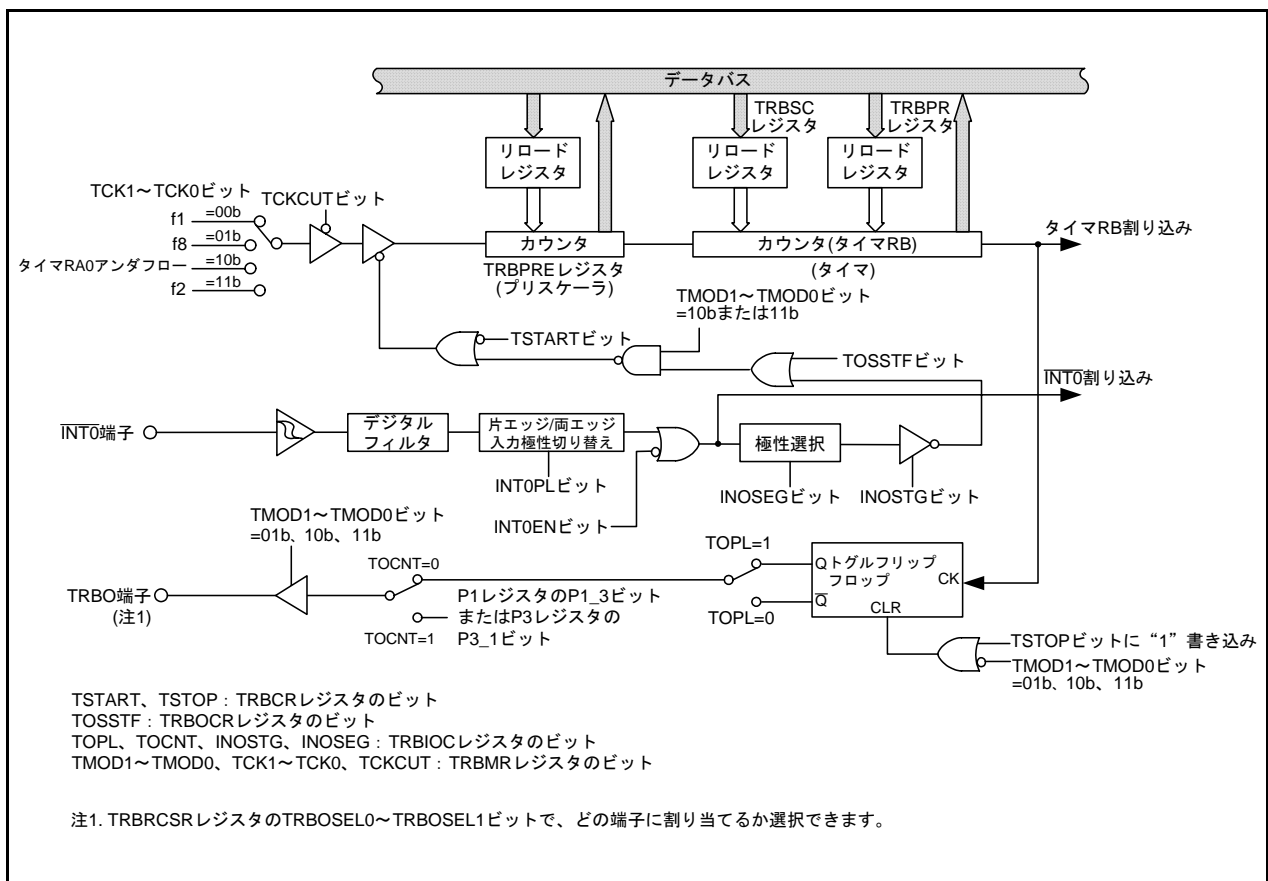 データバス
TRBSC
レジスタ
TRBPR
レジスタ
リロード
レジスタ
リロード
レジスタ
リロード
レジスタ
TCK1～TCK0ビット
TCKCUTビット
f1
=00b
f8
=01b
タイマRA0アンダフロー
=10b
f2
=11b
カウンタ
TRBPREレジスタ
(プリスケーラ)
カウンタ(タイマRB)
(タイマ)
タイマRB割り込み
TMOD1～TMOD0ビット
=10bまたは11b
TSTARTビット
TOSSTFビット
INT0割り込み
INT0端子
デジタル
フィルタ
片エッジ/両エッジ
入力極性切り替え
極性選択
INT0PLビット
INOSEGビット
INOSTGビット
INT0ENビット
TMOD1～TMOD0ビット
=01b、10b、11b
TOCNT=0
TOPL=1
Qトグルフリップ
フロップ
CK
Q
CLR
TRBO端子
(注1)
P1レジスタのP1_3ビット
またはP3レジスタの
P3_1ビット
TOCNT=1
TOPL=0
TSTOPビットに“1”書き込み
TMOD1～TMOD0ビット
=01b、10b、11b
TSTART、TSTOP：TRBCRレジスタのビット
TOSSTF：TRBOCRレジスタのビット
TOPL、TOCNT、INOSTG、INOSEG：TRBIOCレジスタのビット
TMOD1～TMOD0、TCK1～TCK0、TCKCUT：TRBMRレジスタのビット
注1. TRBRCSRレジスタのTRBOSEL0～TRBOSEL1ビットで、どの端子に割り当てるか選択できます。